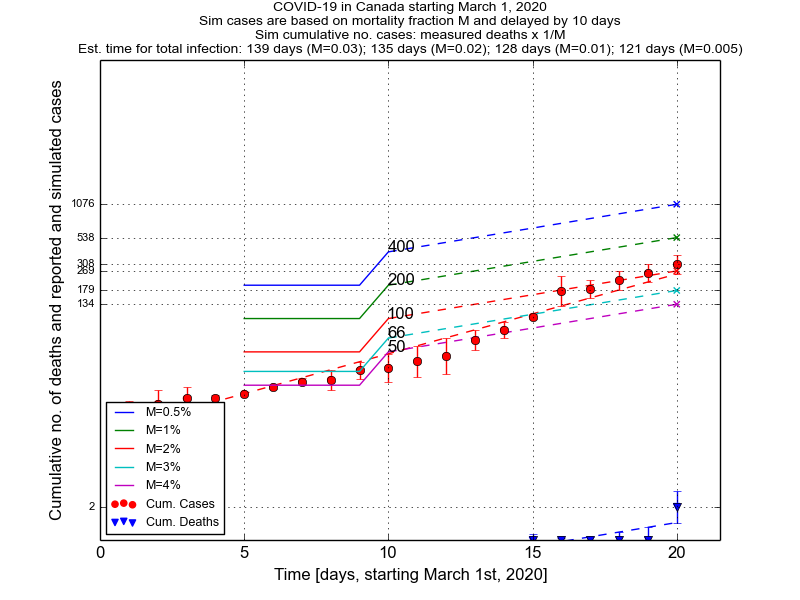 COVID-19 in Canada starting March 1, 2020
Sim cases are based on mortality fraction M and delayed by 10 days
Sim cumulative no. cases: measured deaths x 1/M
Est. time for total infection: 139 days (M=0.03); 135 days (M=0.02); 128 days (M=0.01); 121 days (M=0.005)
Cumulative no. of deaths and reported and simulated cases
1076
538
308
269
179
134
2
400
200
100
66
50
M=0.5%
M=1%
M=2%
M=3%
M=4%
Cum. Cases
Cum. Deaths
0 5 10 15 20
Time [days, starting March 1st, 2020]